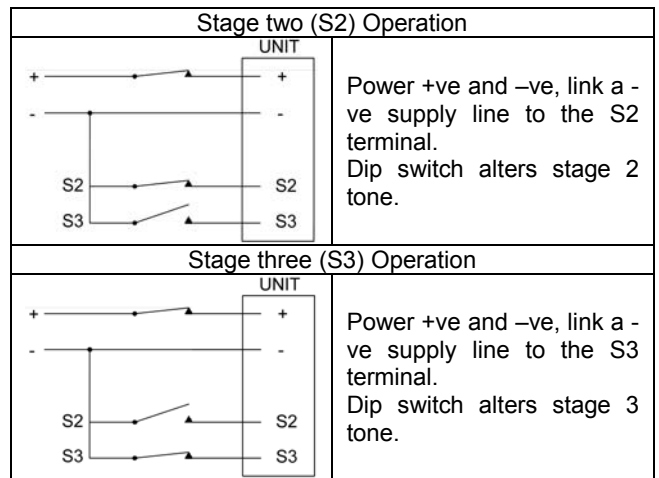 Stage two (S2) Operation
UNIT
+ +
- -
S2 S2
S3 S3
Power +ve and –ve, link a -
ve supply line to the S2
terminal.
Dip switch alters stage 2
tone.
Stage three (S3) Operation
UNIT
+ +
- -
S2 S2
S3 S3
Power +ve and –ve, link a -
ve supply line to the S3
terminal.
Dip switch alters stage 3
tone.